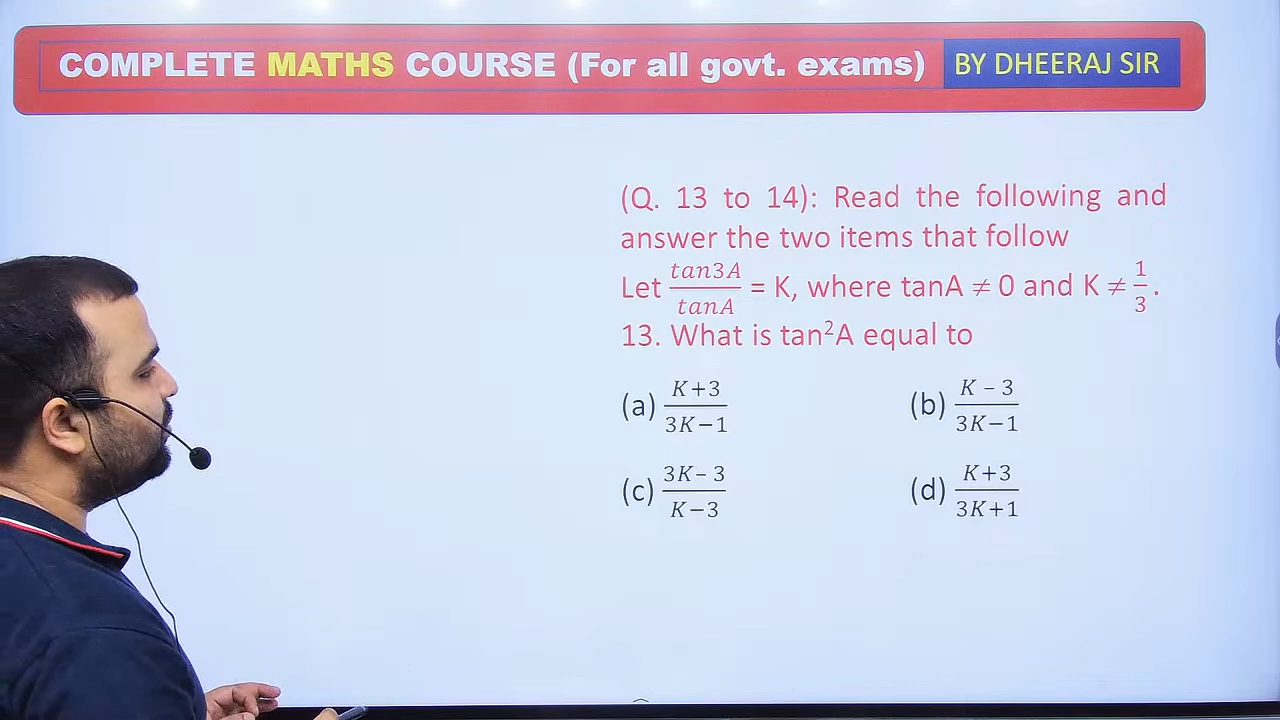 COMPLETE MATHS COURSE (For all govt. exams) BY DHEERAJ SIR
(Q. 13 to 14): Read the following and
answer the two items that follow
Let tan3A/tanA = K, where tanA ≠ 0 and K ≠ 1/3.
13. What is tan²A equal to
(a) K+3/3K−1 (b) K – 3/3K−1
(c) 3K– 3/K−3 (d) K+3/3K+1